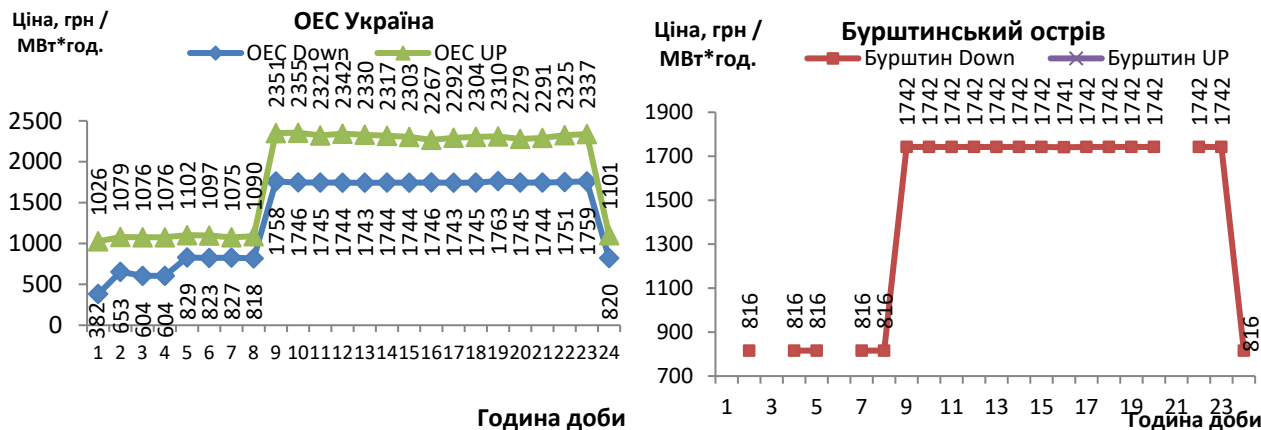 Ціна, грн /
МВт*год.
ОЕС Україна
ОЕС Down
ОЕС UP
2351 2355 2321 2342 2330 2317 2303 2267 2292 2304 2310 2279 2291 2325 2337
1026 1079 1076 1076 1102 1097 1075 1090
1101
1758 1746 1745 1744 1743 1744 1744 1746 1743 1745 1763 1745 1744 1751 1759
382 653 604 604 829 823 827 818
820
2500
2000
1500
1000
500
0
1 2 3 4 5 6 7 8 9 10 11 12 13 14 15 16 17 18 19 20 21 22 23 24
Година доби
Ціна, грн /
МВт*год.
Бурштинський острів
Бурштин Down
Бурштин UP
1742 1742 1742 1742 1742 1742 1742 1741 1742 1742 1742 1742 1742 1742
816 816 816 816 816
816
1900
1700
1500
1300
1100
900
700
1 3 5 7 9 11 13 15 17 19 21 23
Година доби